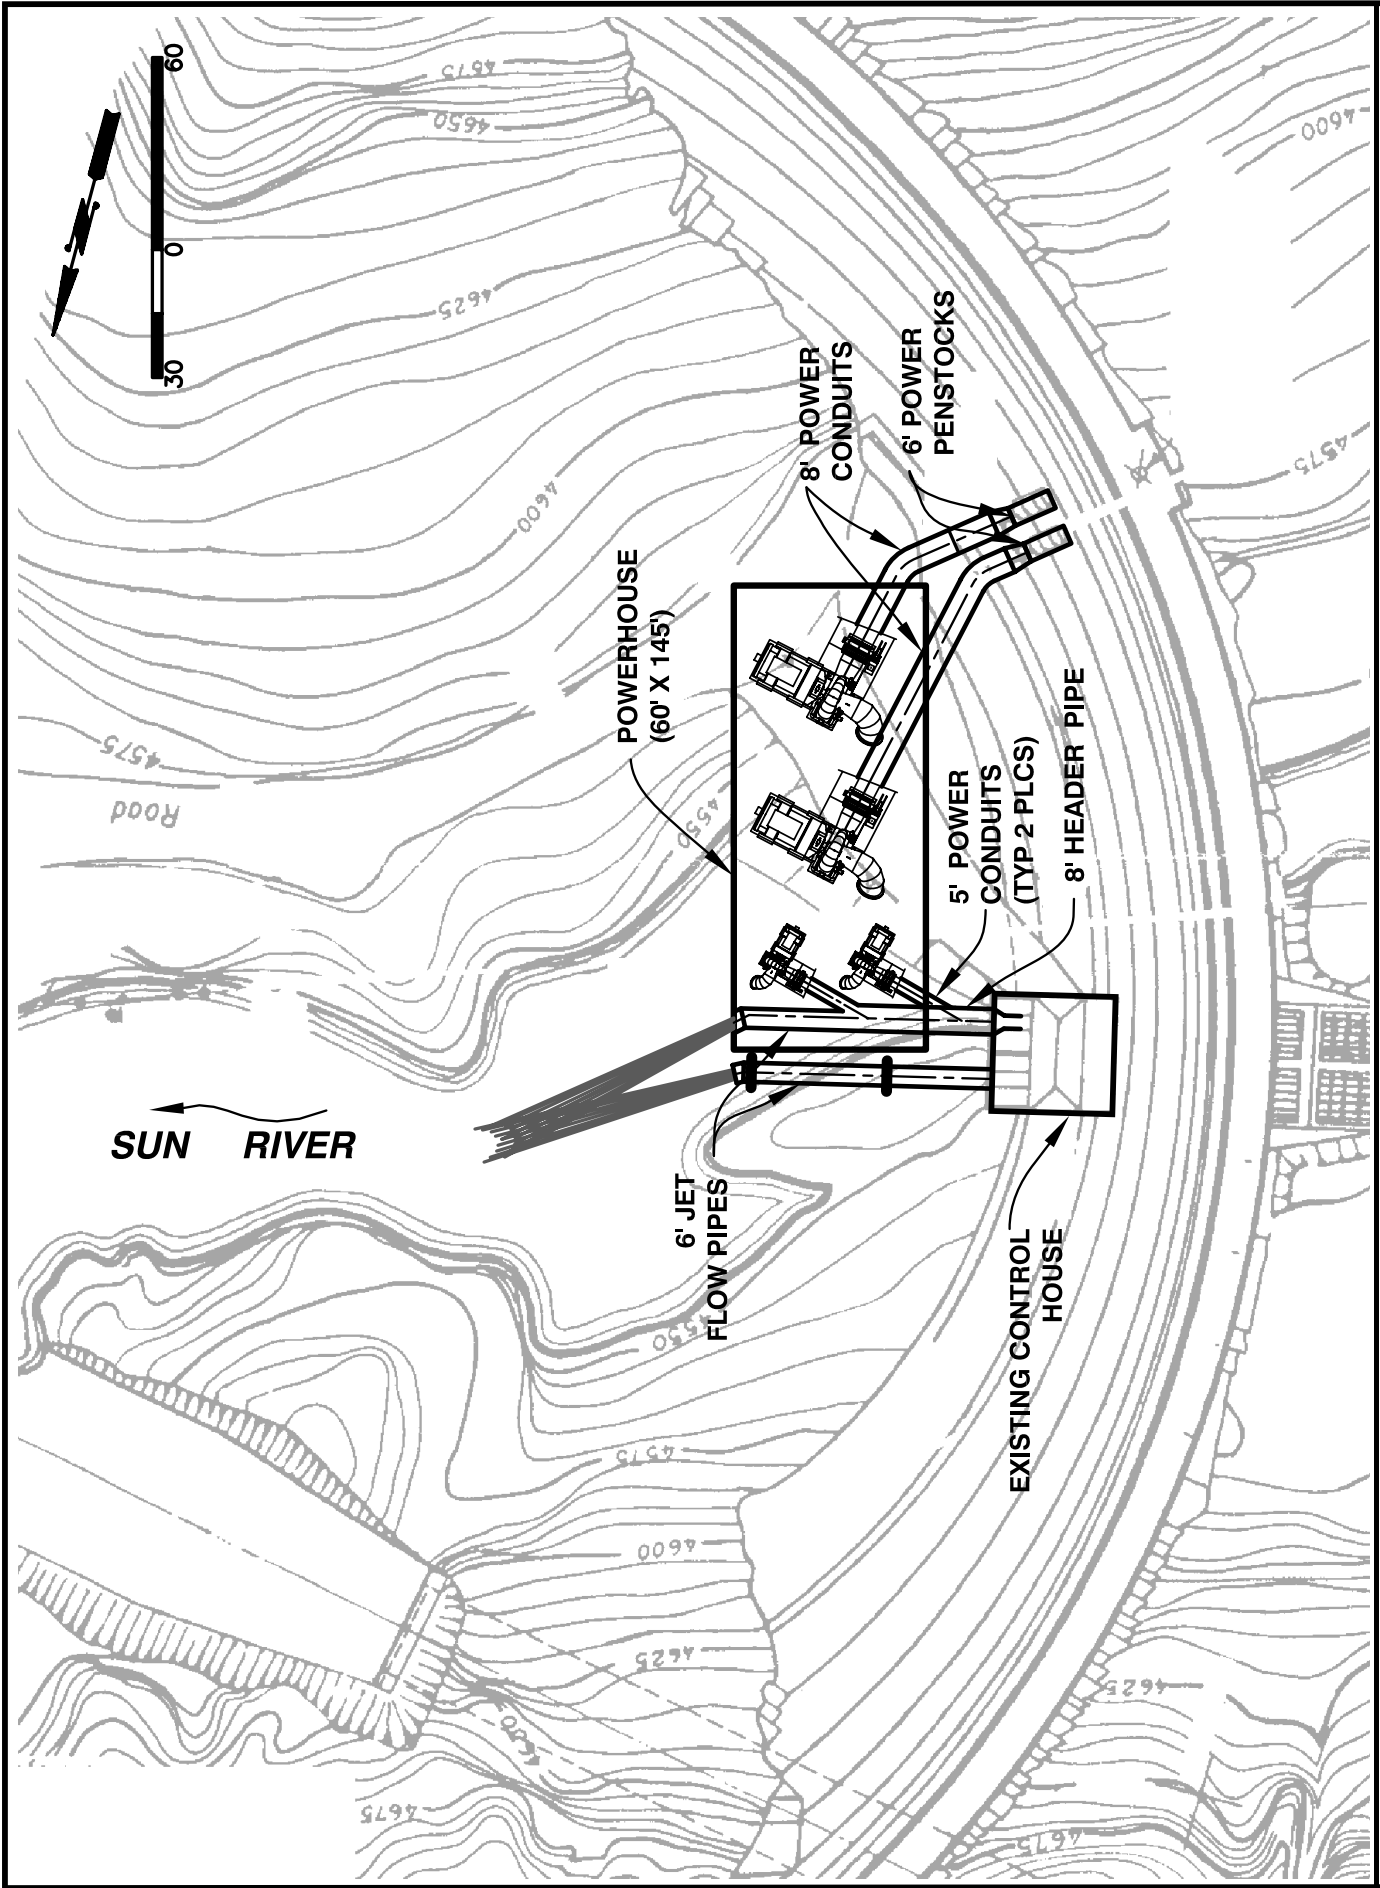 60
0
30
4675
4650
4625
4600
4575
Road
4550
8' POWER
CONDUITS
6' POWER
PENSTOCKS
POWERHOUSE
(60' X 145')
5' POWER
CONDUITS
(TYP 2 PLCS)
8' HEADER PIPE
SUN RIVER
6' JET
FLOW PIPES
EXISTING CONTROL
HOUSE
4550
4575
4600
4625
4600
4675
4600
4575
4625
4675